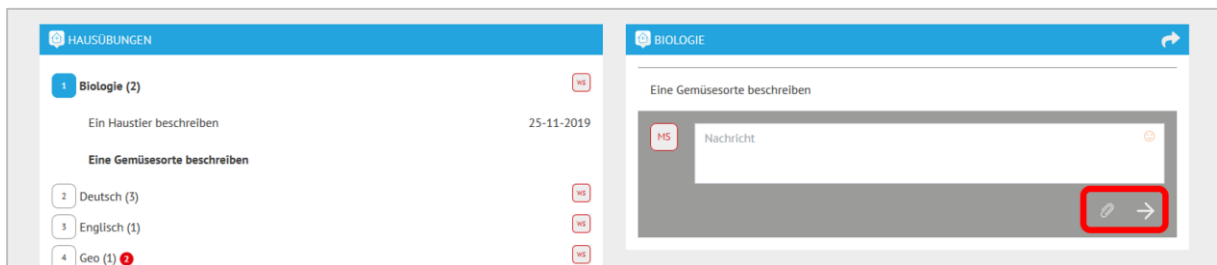 HAUSÜBUNGEN
1 Biologie (2) WS
Ein Haustier beschreiben 25-11-2019
Eine Gemüsesorte beschreiben
2 Deutsch (3) WS
3 Englisch (1) WS
4 Geo (1) 2 WS
BIOLOGIE
Eine Gemüsesorte beschreiben
MS Nachricht